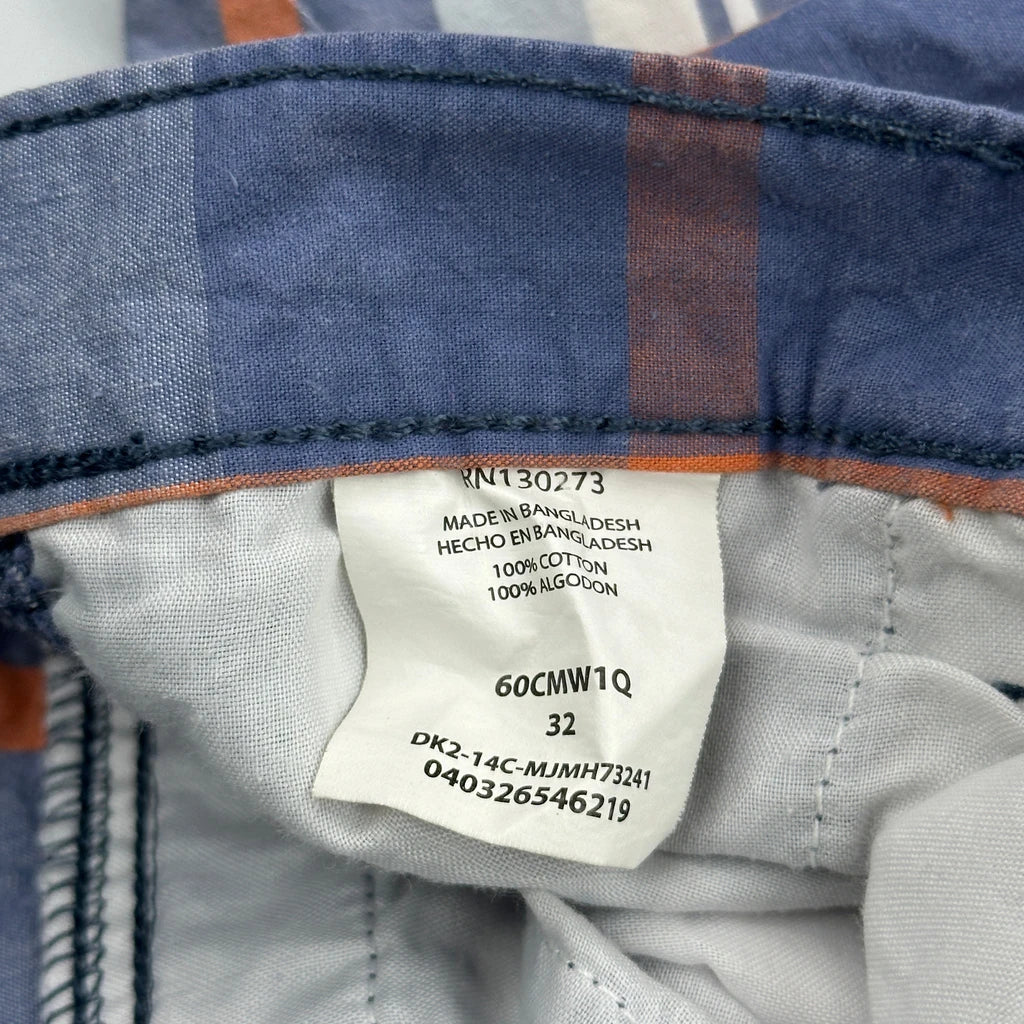 RN130273
MADE IN BANGLADESH
HECHO EN BANGLADESH
100% COTTON
100% ALGODON
60CMW1Q
32
DK2-14C-MJMH73241
040326546219